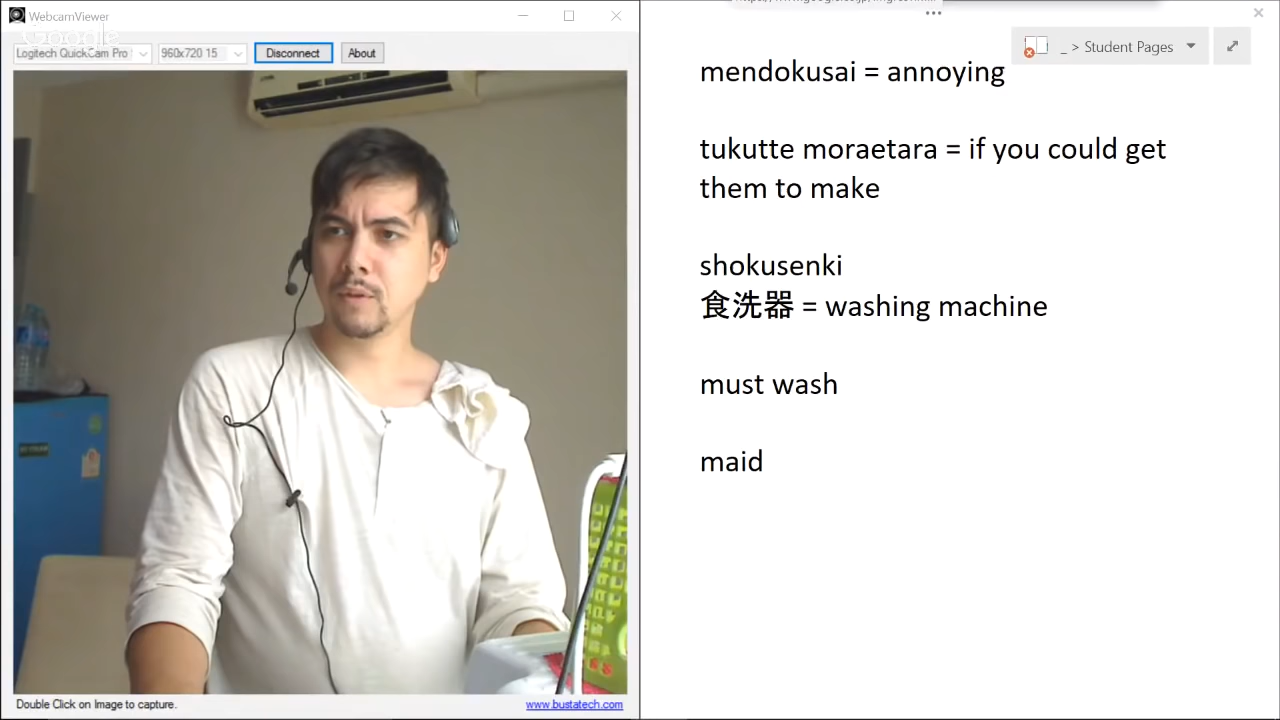 WebcamViewer
Google
Logitech QuickCam Pro
960x720 15
Disconnect
About
Double Click on Image to capture.
www.bustatech.com
_ > Student Pages
mendokusai = annoying
tukutte moraetara = if you could get
them to make
shokusenki
食洗器 = washing machine
must wash
maid